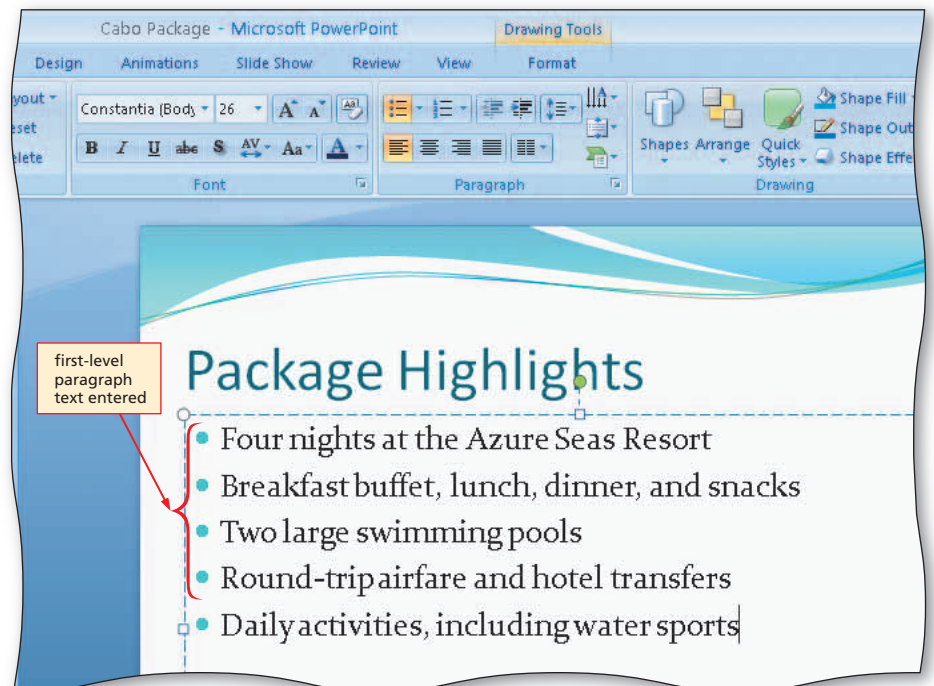 Cabo Package - Microsoft PowerPoint
Drawing Tools
Design Animations Slide Show Review View Format
yout
Constantia (Body 26 A A Aa
Shape Fill
eset
Shape Out
elete
B I U abe S AV Aa A
Shapes Arrange Quick Styles
Shape Effe
Font Paragraph Drawing
first-level
paragraph
text entered
Package Highlights
Four nights at the Azure Seas Resort
Breakfast buffet, lunch, dinner, and snacks
Two large swimming pools
Round-trip airfare and hotel transfers
Daily activities, including water sports